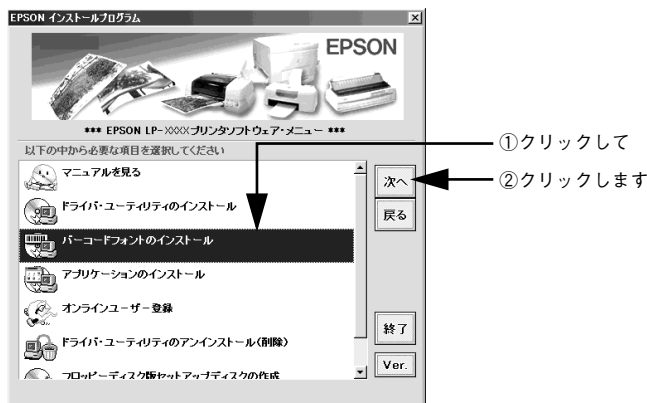 EPSON インストールプログラム
EPSON
*** EPSON LP-XXXXプリンタソフトウェア・メニュー ***
以下の中から必要な項目を選択してください
①クリックして
マニュアルを見る
次へ
②クリックします
ドライバ・ユーティリティのインストール
戻る
バーコードフォントのインストール
アプリケーションのインストール
オンラインユーザー登録
終了
ドライバ・ユーティリティのアンインストール(削除)
Ver.
フロッピーディスク版セットアップディスクの作成